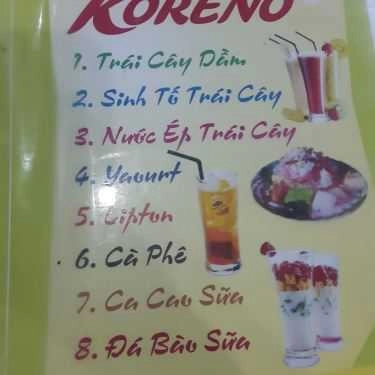 KORENO
1. Trái Cây Dầm
2. Sinh Tố Trái Cây
3. Nước Ép Trái Cây
4. Yaourt
5. Lipton
6. Cà Phê
7. Ca Cao Sữa
8. Đá Bào Sữa